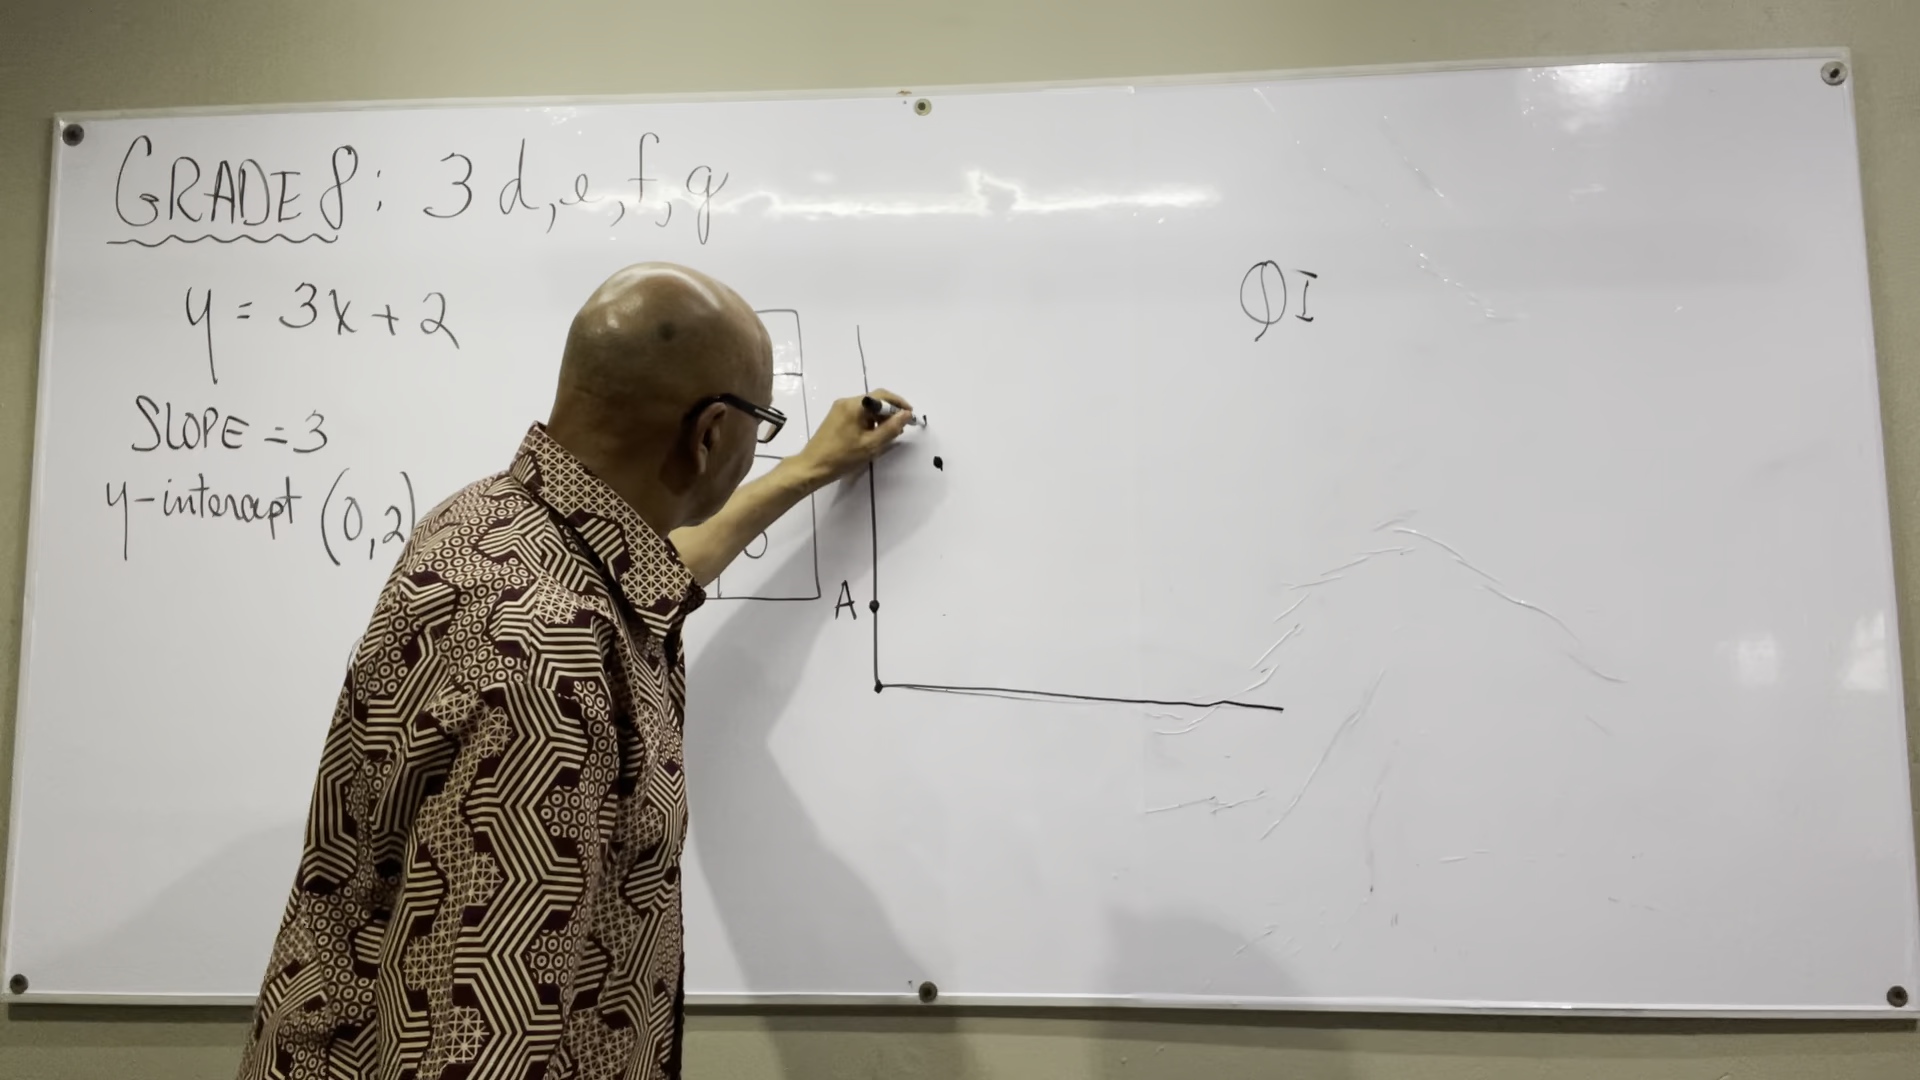 GRADE 8: 3 d, e, f, g
y = 3x + 2
QI
SLOPE = 3
y-intercept (0,2)
A